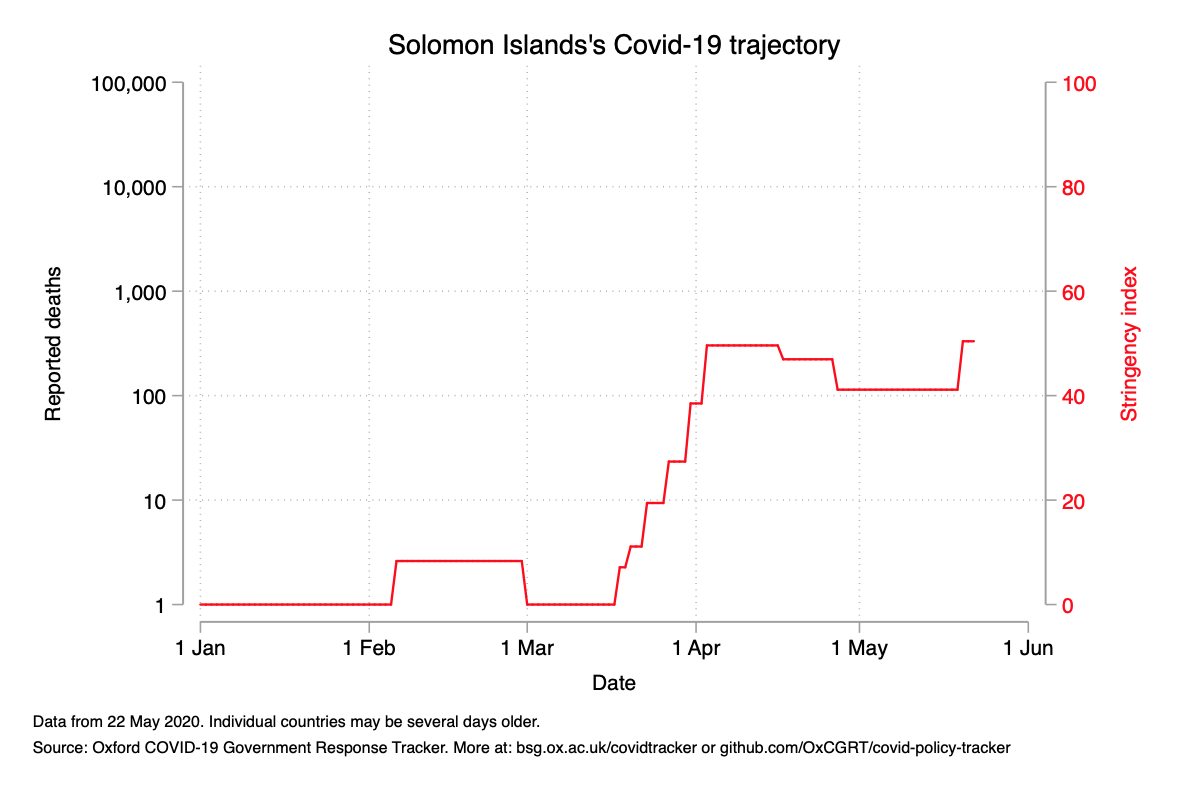 Solomon Islands's Covid-19 trajectory
100,000
10,000
1,000
100
10
1
Reported deaths
100
80
60
40
20
0
Stringency index
1 Jan
1 Feb
1 Mar
1 Apr
1 May
1 Jun
Date
Data from 22 May 2020. Individual countries may be several days older.
Source: Oxford COVID-19 Government Response Tracker. More at: bsg.ox.ac.uk/covidtracker or github.com/OxCGRT/covid-policy-tracker